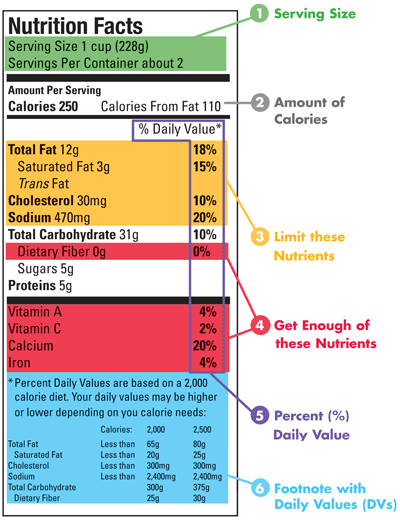 Nutrition Facts
Serving Size 1 cup (228g)
Servings Per Container about 2
Amount Per Serving
Calories 250 Calories From Fat 110
% Daily Value*
Total Fat 12g 18%
Saturated Fat 3g 15%
Trans Fat
Cholesterol 30mg 10%
Sodium 470mg 20%
Total Carbohydrate 31g 10%
Dietary Fiber 0g 0%
Sugars 5g
Proteins 5g
Vitamin A 4%
Vitamin C 2%
Calcium 20%
Iron 4%
* Percent Daily Values are based on a 2,000
calorie diet. Your daily values may be higher
or lower depending on you calorie needs:
Calories: 2,000 2,500
Total Fat Less than 65g 80g
Saturated Fat Less than 20g 25g
Cholesterol Less than 300mg 300mg
Sodium Less than 2,400mg 2,400mg
Total Carbohydrate 300g 375g
Dietary Fiber 25g 30g
1 Serving Size
2 Amount of
Calories
3 Limit these
Nutrients
4 Get Enough of
these Nutrients
5 Percent (%)
Daily Value
6 Footnote with
Daily Values (DVs)